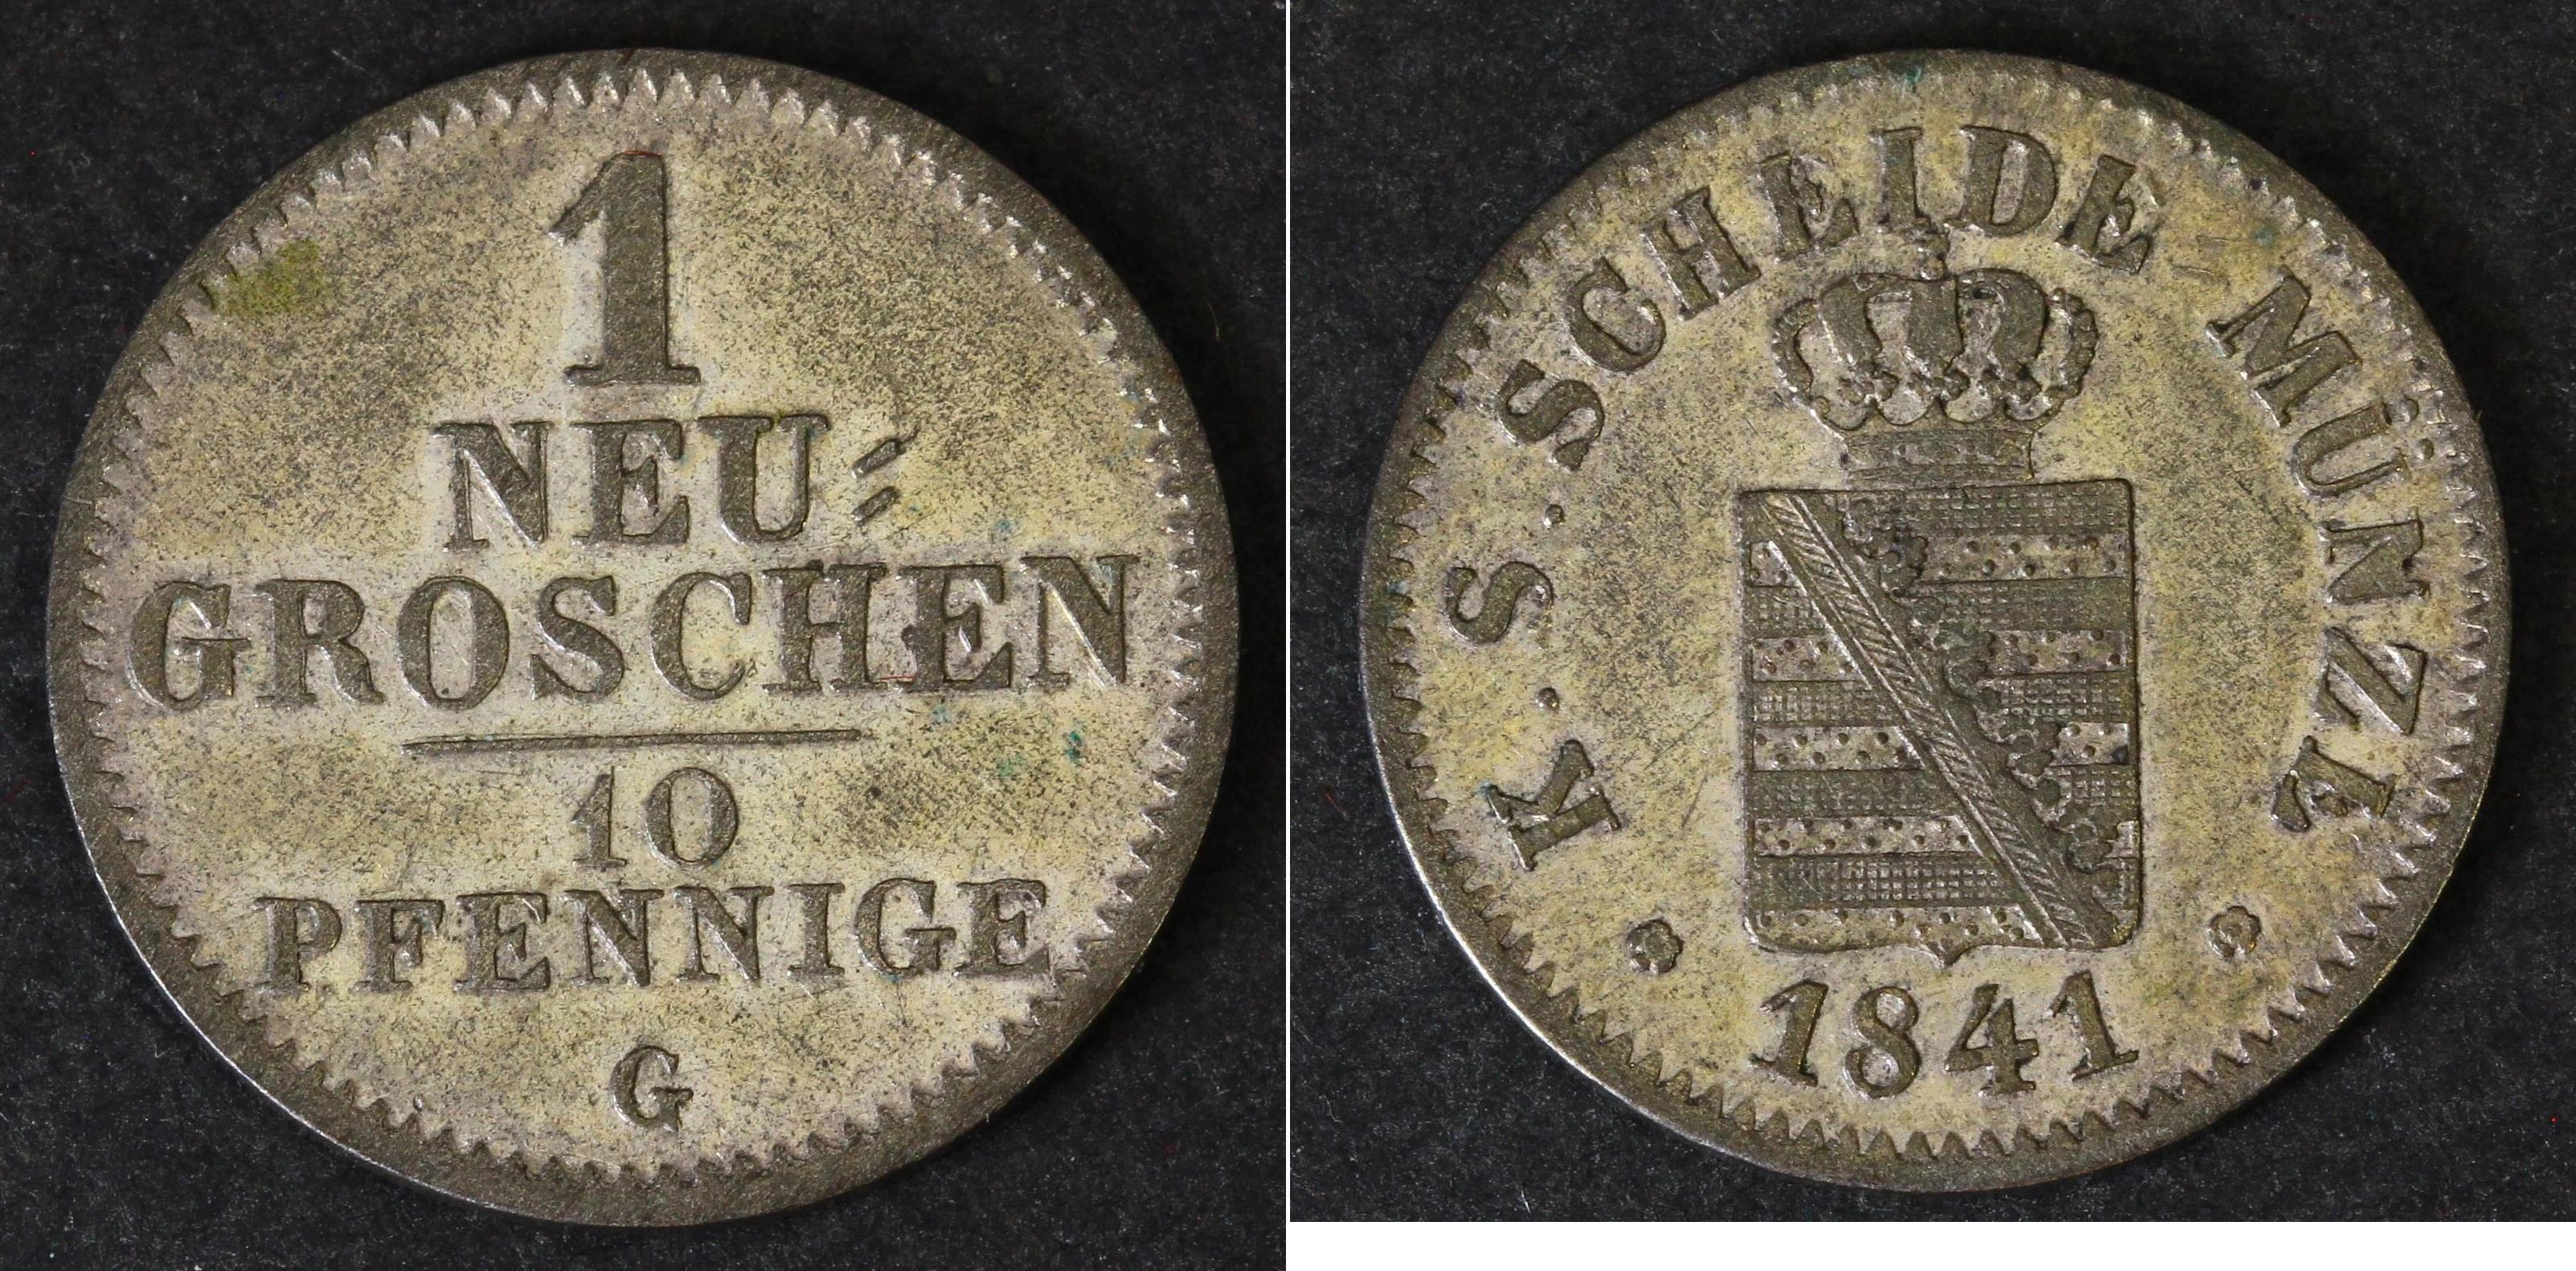 1
NEU=
GROSCHEN
10
PFENNIGE
G
K. S. SCHEIDE-MÜNZE
1841